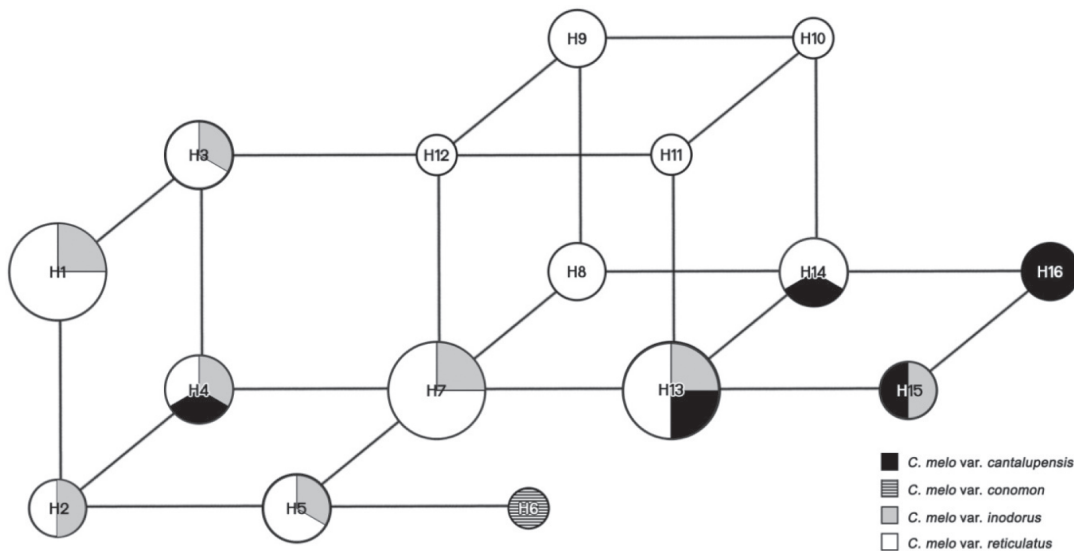 H9 H10
H3 H12 H11
H1 H8 H14 H16
H4 H7 H13 H15
H2 H5 H6
C. melo var. cantalupensis
C. melo var. conomon
C. melo var. inodorus
C. melo var. reticulatus